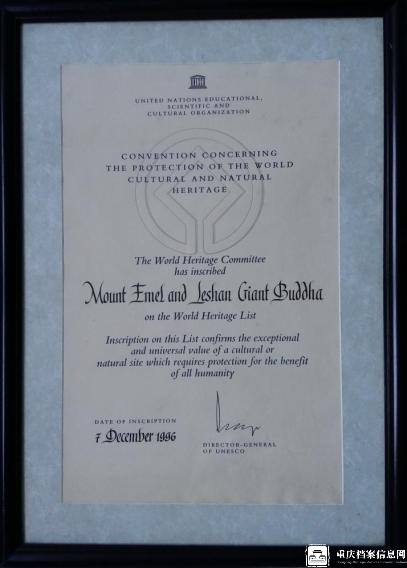 UNITED NATIONS EDUCATIONAL,
SCIENTIFIC AND
CULTURAL ORGANIZATION
CONVENTION CONCERNING
THE PROTECTION OF THE WORLD
CULTURAL AND NATURAL
HERITAGE
The World Heritage Committee
has inscribed
Mount Emei and Leshan Giant Buddha
on the World Heritage List
Inscription on this List confirms the exceptional
and universal value of a cultural or
natural site which requires protection for the benefit
of all humanity
DATE OF INSCRIPTION
7 December 1996
DIRECTOR-GENERAL
OF UNESCO
重庆档案信息网